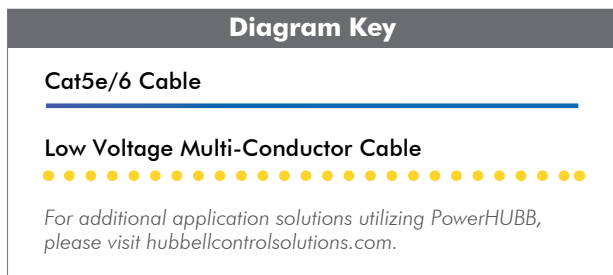 Diagram Key
Cat5e/6 Cable
Low Voltage Multi-Conductor Cable
For additional application solutions utilizing PowerHUBB,
please visit hubbellcontrolsolutions.com.